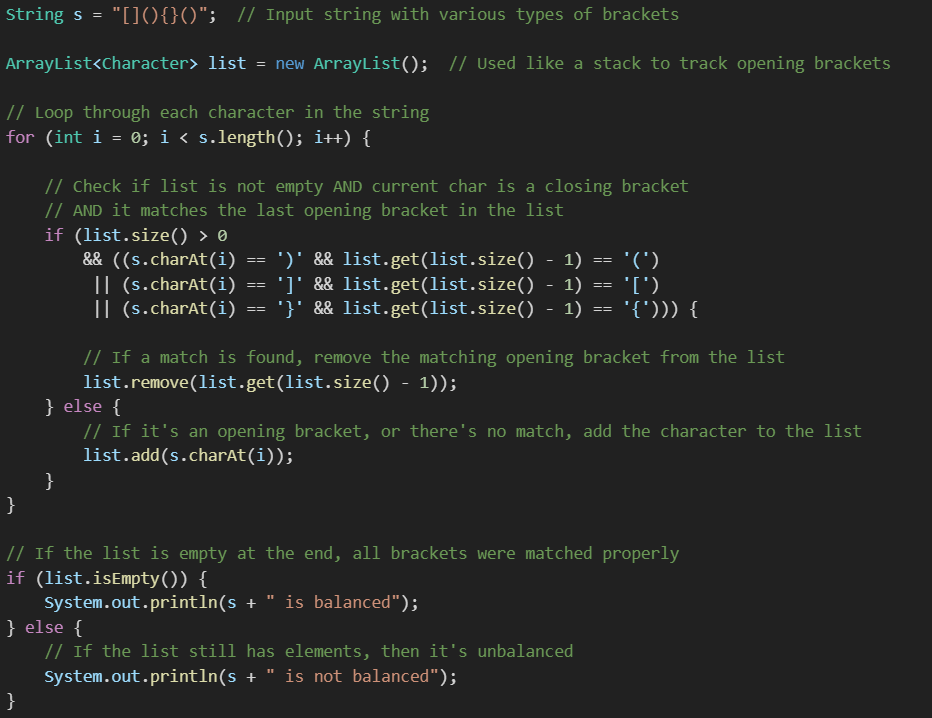 String s = "[](){}()";  // Input string with various types of brackets
ArrayList<Character> list = new ArrayList();  // Used like a stack to track opening brackets
// Loop through each character in the string
for (int i = 0; i < s.length(); i++) {
    // Check if list is not empty AND current char is a closing bracket
    // AND it matches the last opening bracket in the list
    if (list.size() > 0
        && ((s.charAt(i) == ')' && list.get(list.size() - 1) == '(')
         || (s.charAt(i) == ']' && list.get(list.size() - 1) == '[')
         || (s.charAt(i) == '}' && list.get(list.size() - 1) == '{'))) {
        // If a match is found, remove the matching opening bracket from the list
        list.remove(list.get(list.size() - 1));
    } else {
        // If it's an opening bracket, or there's no match, add the character to the list
        list.add(s.charAt(i));
    }
}
// If the list is empty at the end, all brackets were matched properly
if (list.isEmpty()) {
    System.out.println(s + " is balanced");
} else {
    // If the list still has elements, then it's unbalanced
    System.out.println(s + " is not balanced");
}